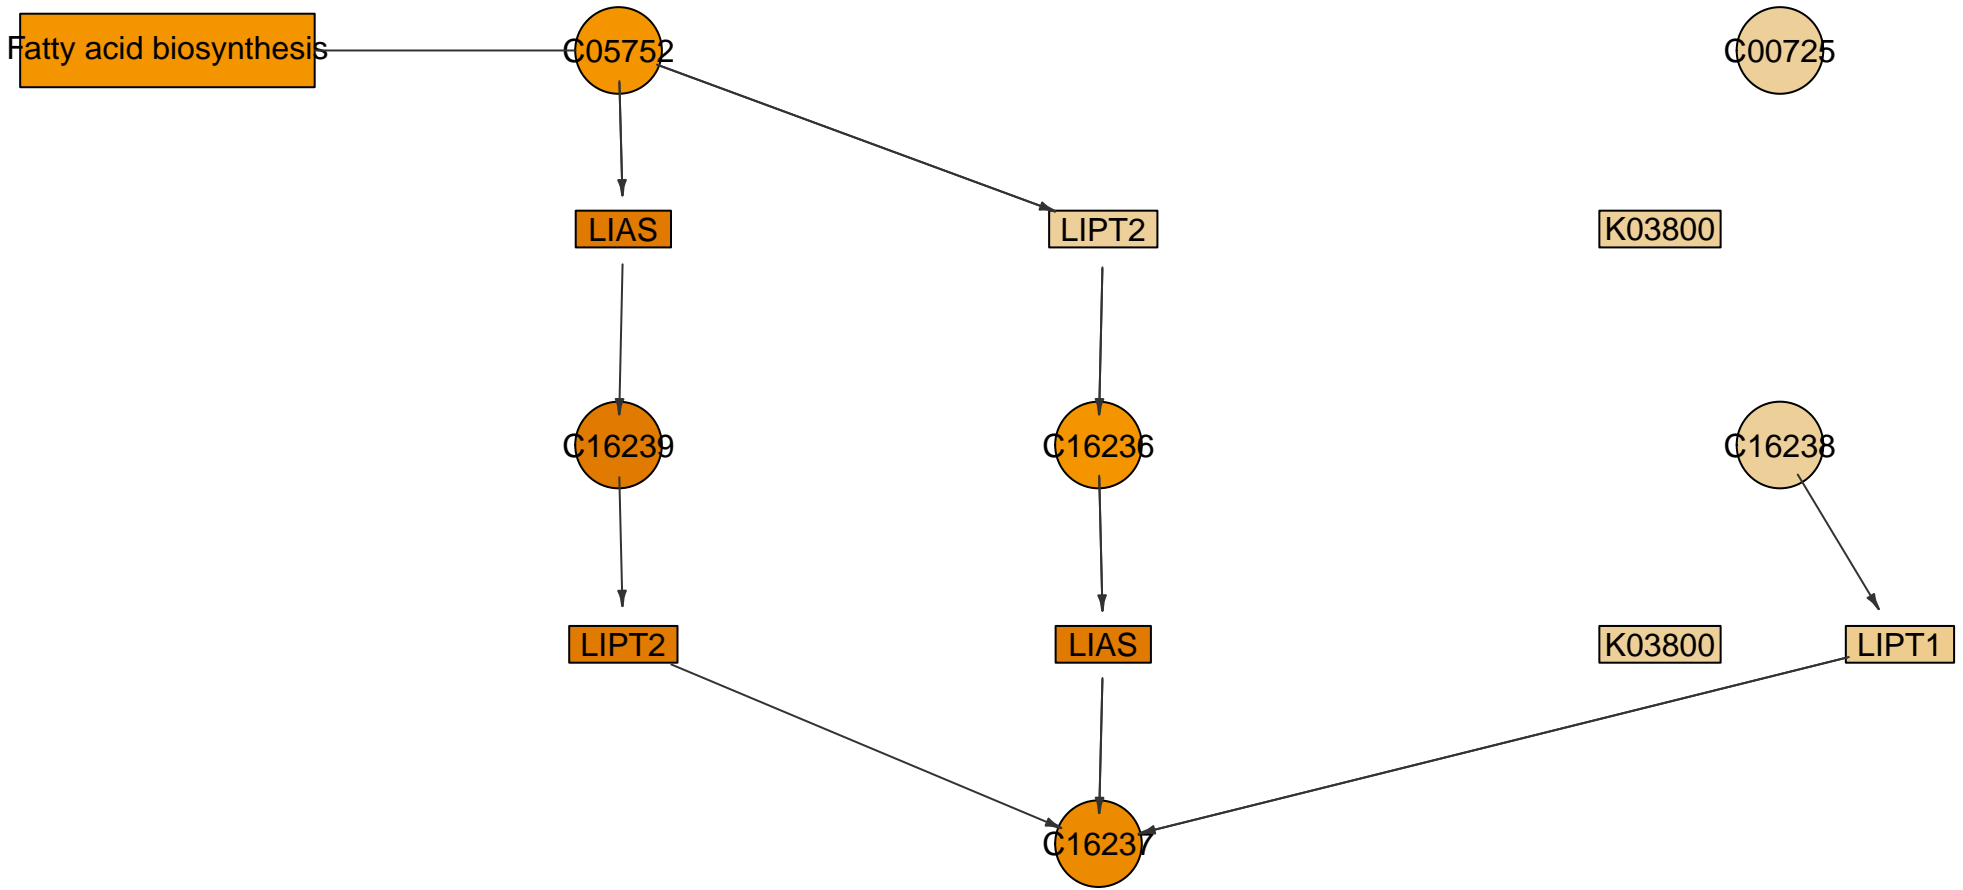 Fatty acid biosynthesis
C05752
C00725
LIAS
LIPT2
K03800
C16239
C16236
C16238
LIPT2
LIAS
K03800
LIPT1
C16237